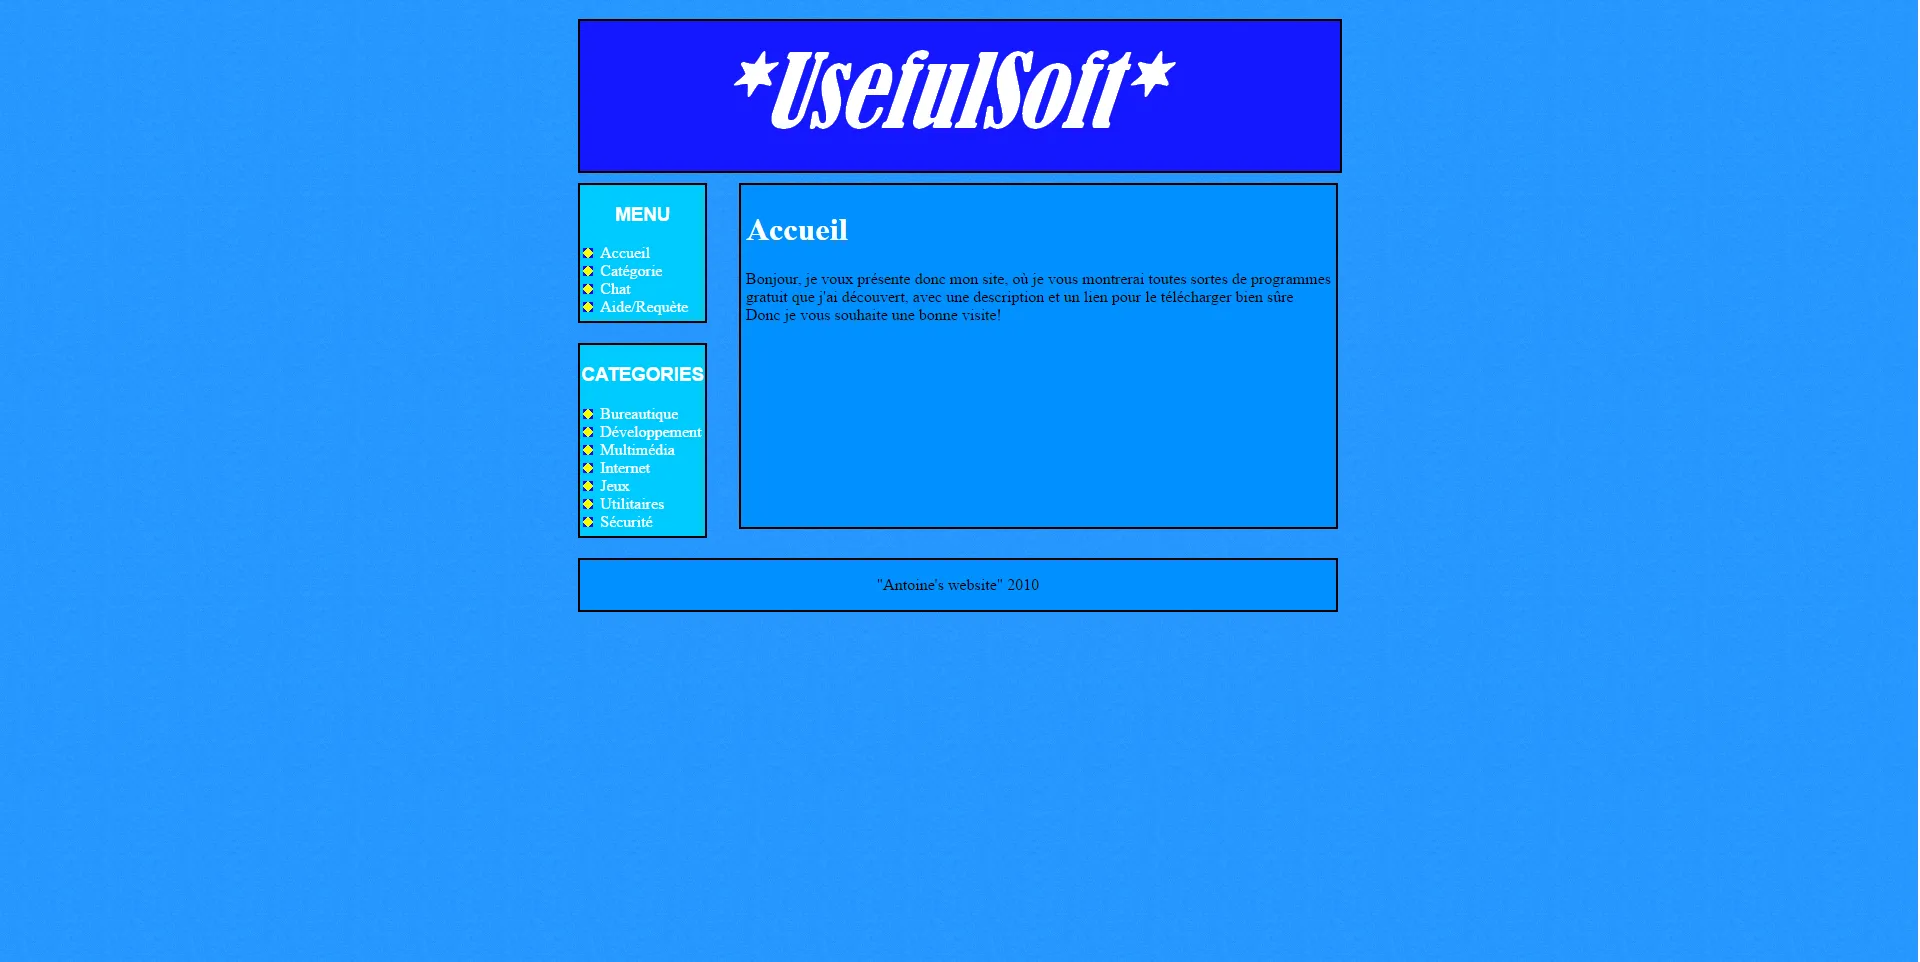 *UsefulSoft*
MENU
Accueil
Catégorie
Chat
Aide/Requète
CATEGORIES
Bureautique
Développement
Multimédia
Internet
Jeux
Utilitaires
Sécurité
Accueil
Bonjour, je voux présente donc mon site, où je vous montrerai toutes sortes de programmes
gratuit que j'ai découvert, avec une description et un lien pour le télécharger bien sûre
Donc je vous souhaite une bonne visite!
"Antoine's website" 2010